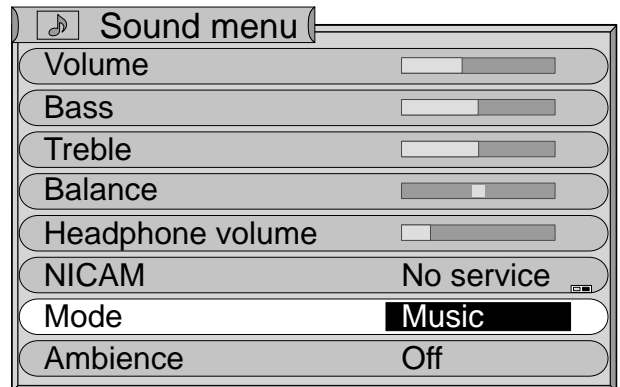 Sound menu
Volume
Bass
Treble
Balance
Headphone volume
NICAM No service
Mode Music
Ambience Off